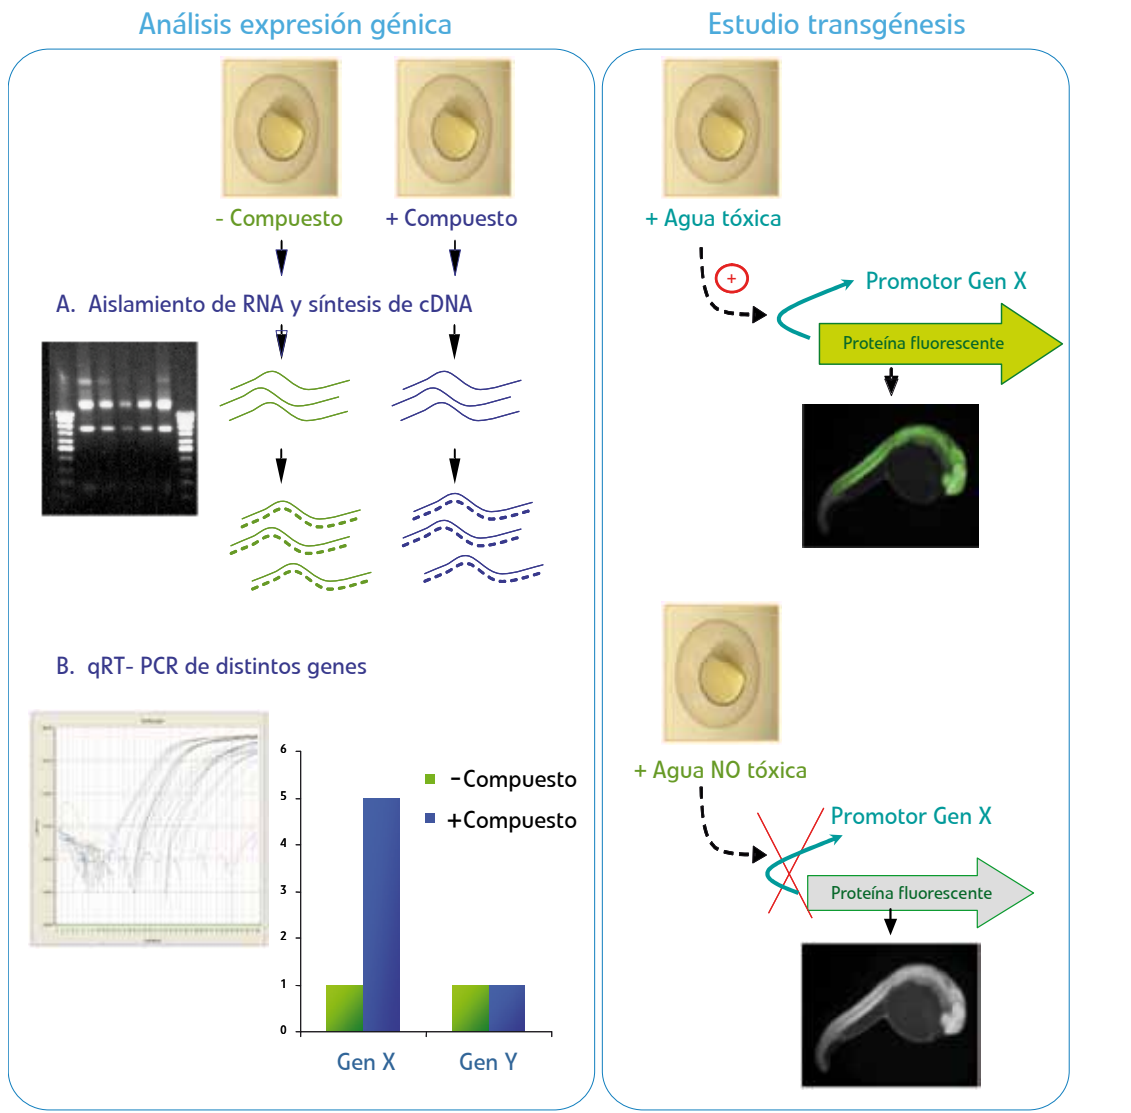 Análisis expresión génica
- Compuesto
+ Compuesto
A. Aislamiento de RNA y síntesis de cDNA
B. qRT- PCR de distintos genes
6
5
4
3
2
1
0
-Compuesto
+Compuesto
Gen X
Gen Y
Estudio transgénesis
+ Agua tóxica
+
Promotor Gen X
Proteína fluorescente
+ Agua NO tóxica
Promotor Gen X
Proteína fluorescente